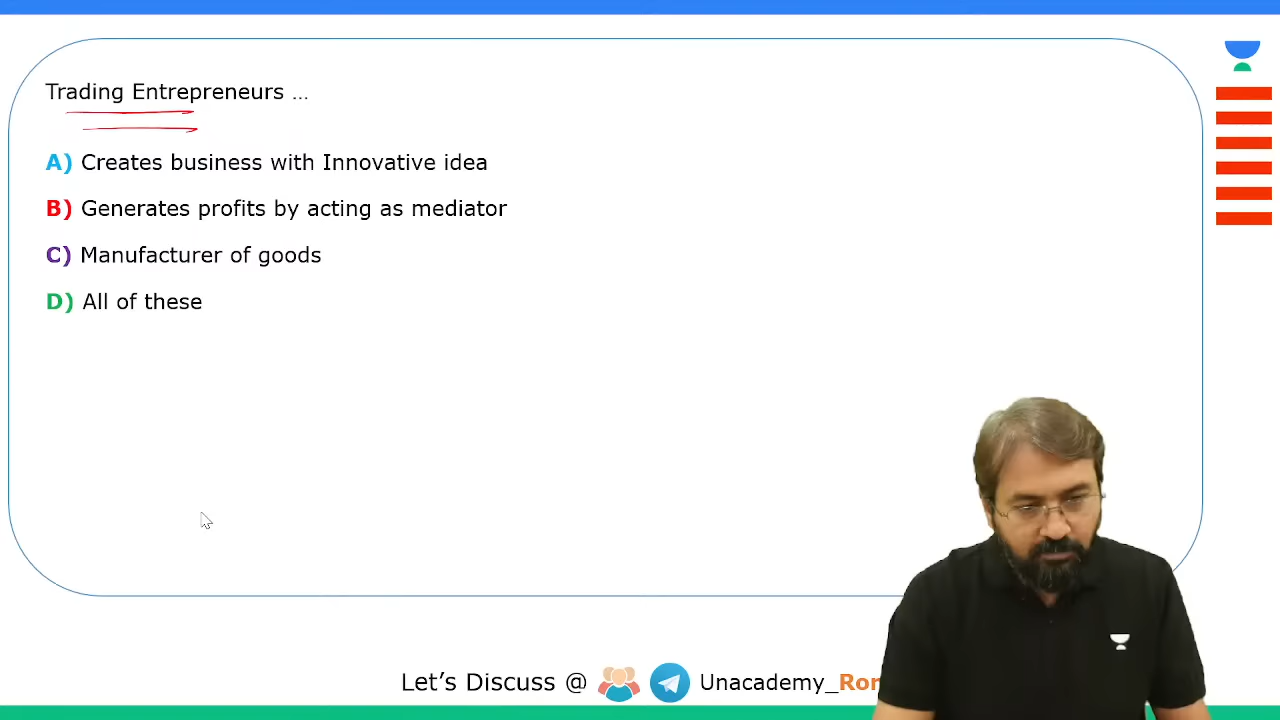 Trading Entrepreneurs ...
A) Creates business with Innovative idea
B) Generates profits by acting as mediator
C) Manufacturer of goods
D) All of these
Let's Discuss @ Unacademy_